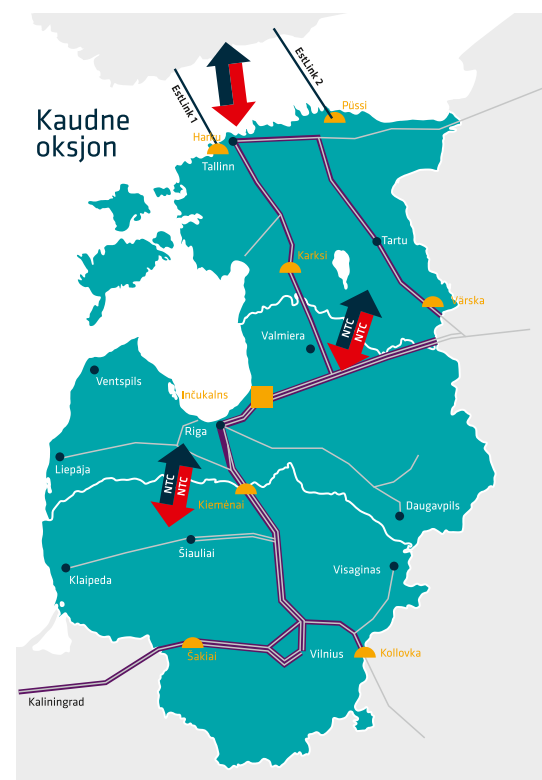 EstLink 1
EstLink 2
Kaudne
oksjon
Püssi
Harku
Tallinn
Tartu
Karksi
Värska
NTC
NTC
Valmiera
Ventspils
Inčukalns
Riga
Liepāja
NTC
NTC
Kiemėnai
Daugavpils
Šiauliai
Klaipeda
Visaginas
Šakiai
Vilnius
Kollovka
Kaliningrad